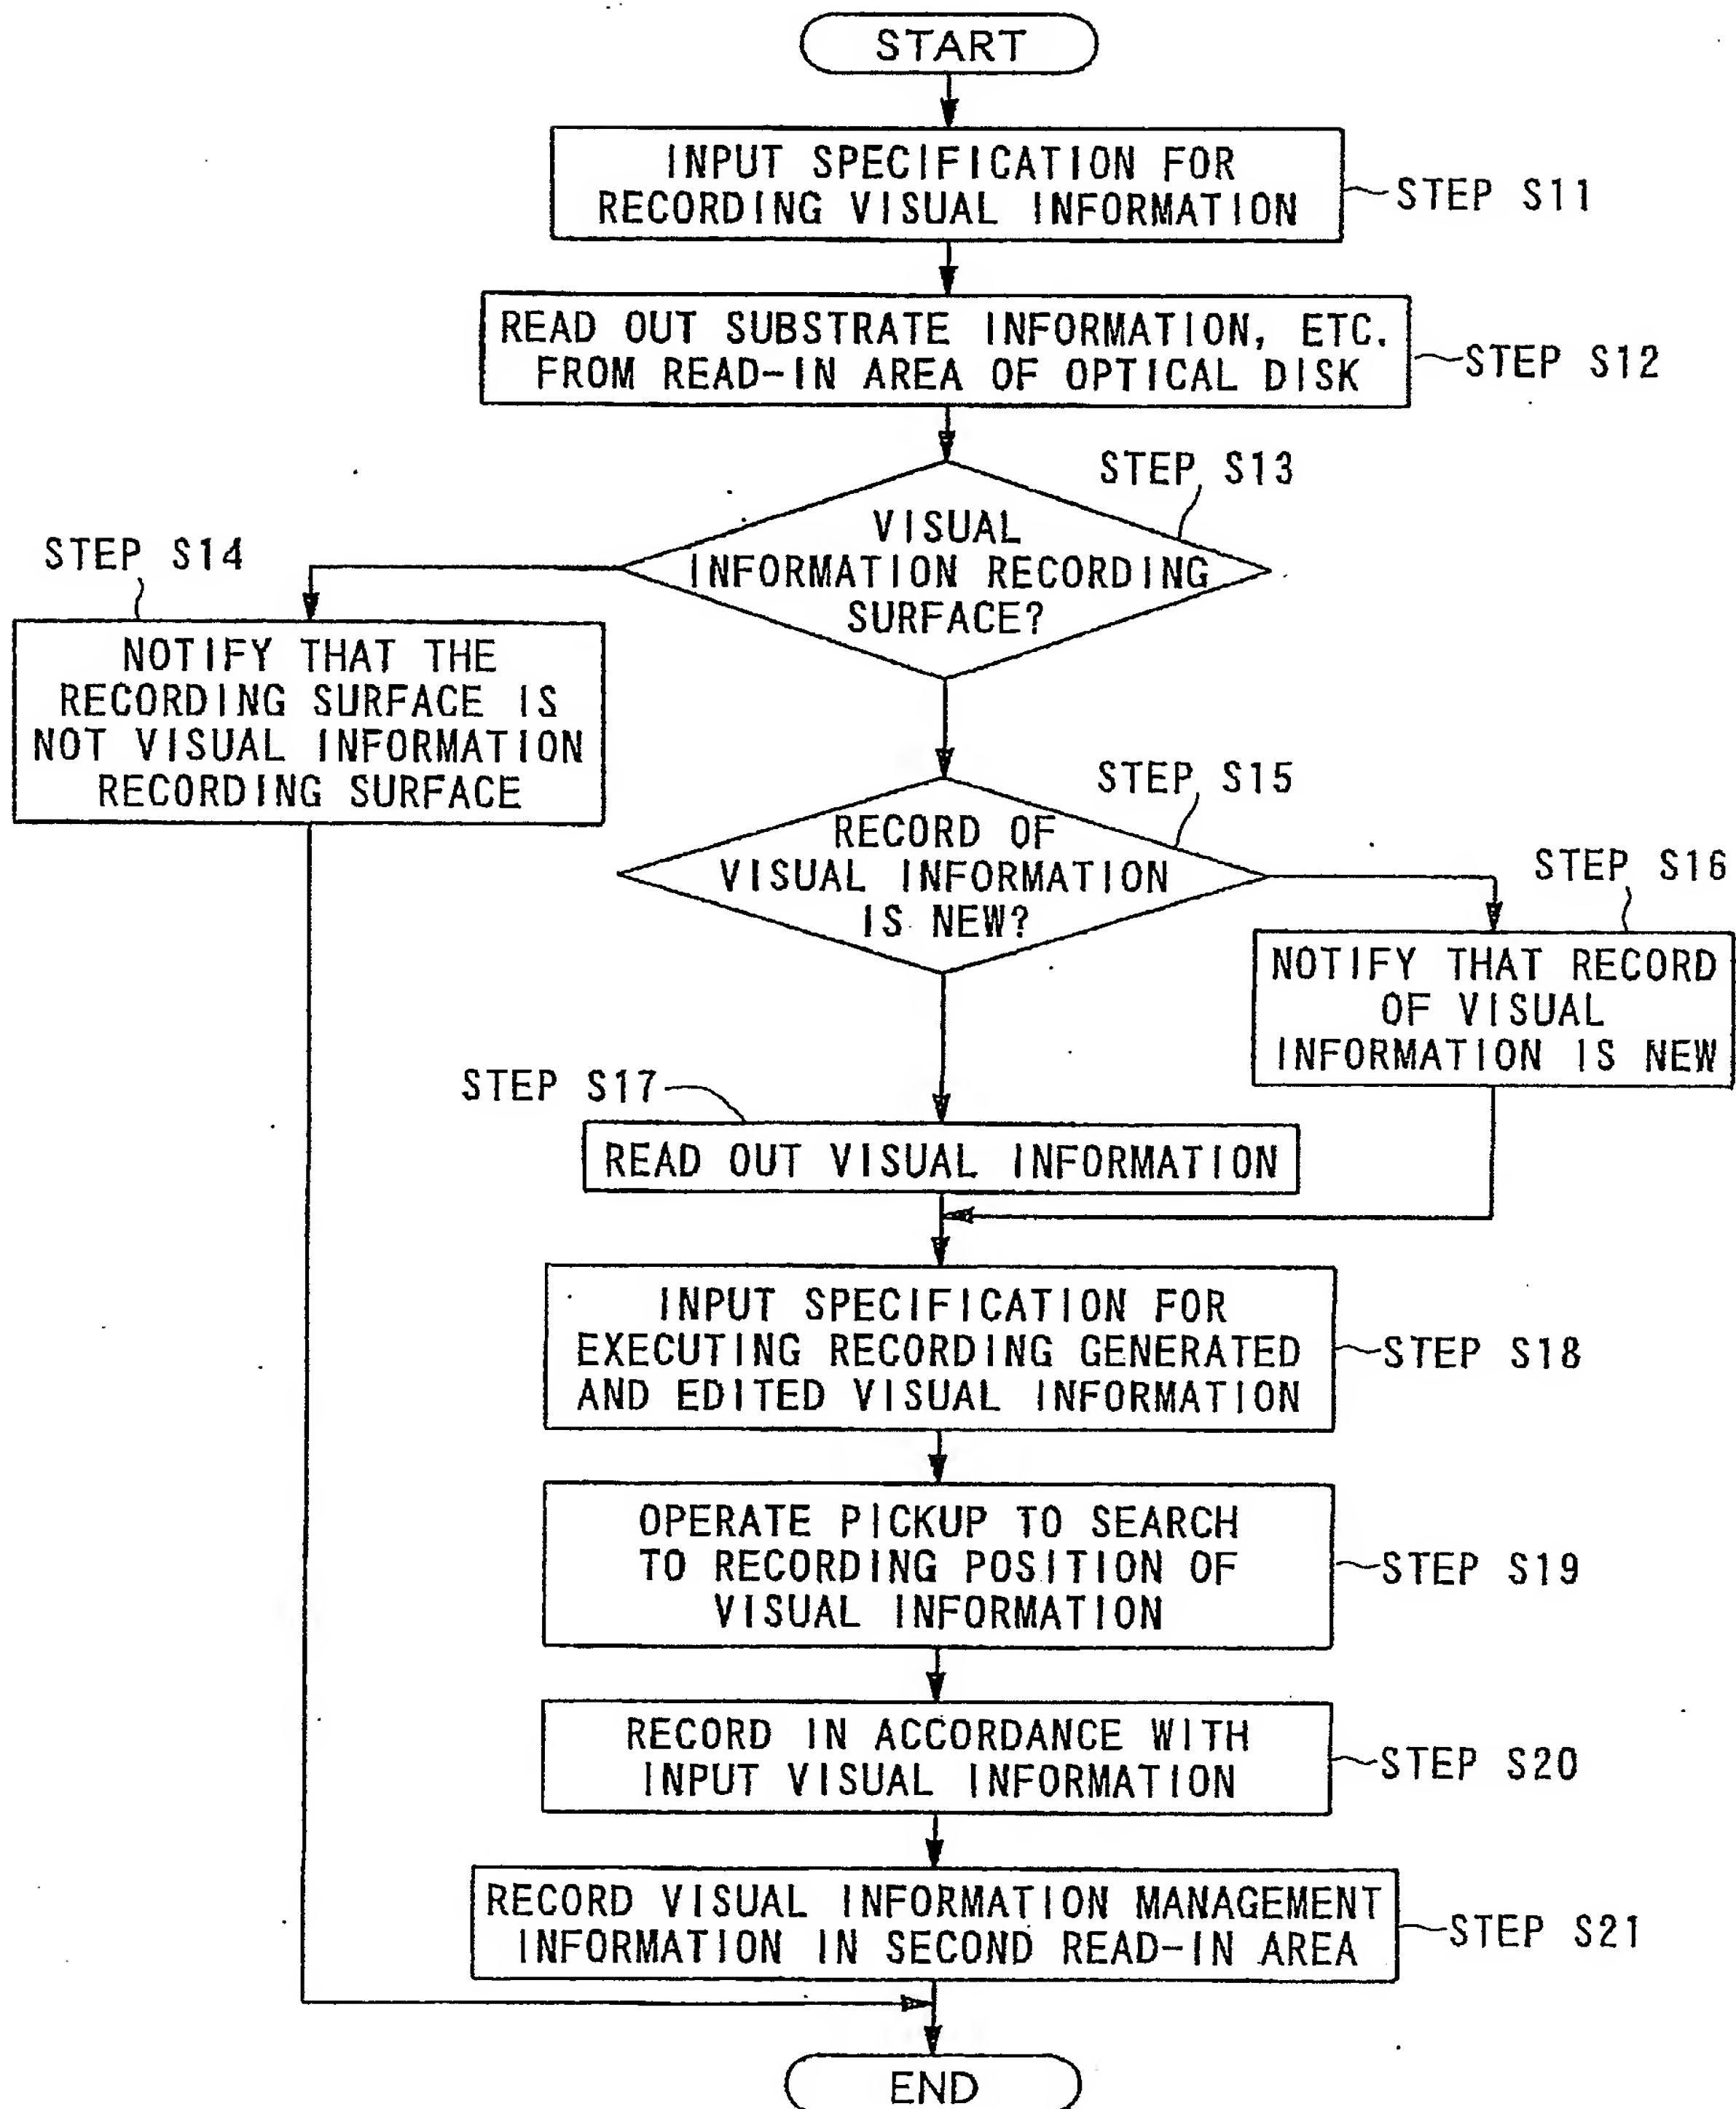 START
INPUT SPECIFICATION FOR
RECORDING VISUAL INFORMATION
STEP S11
READ OUT SUBSTRATE INFORMATION, ETC.
FROM READ-IN AREA OF OPTICAL DISK
STEP S12
STEP S13
VISUAL
INFORMATION RECORDING
SURFACE?
STEP S14
NOTIFY THAT THE
RECORDING SURFACE IS
NOT VISUAL INFORMATION
RECORDING SURFACE
STEP S15
RECORD OF
VISUAL INFORMATION
IS NEW?
STEP S16
NOTIFY THAT RECORD
OF VISUAL
INFORMATION IS NEW
STEP S17
READ OUT VISUAL INFORMATION
INPUT SPECIFICATION FOR
EXECUTING RECORDING GENERATED
AND EDITED VISUAL INFORMATION
STEP S18
OPERATE PICKUP TO SEARCH
TO RECORDING POSITION OF
VISUAL INFORMATION
STEP S19
RECORD IN ACCORDANCE WITH
INPUT VISUAL INFORMATION
STEP S20
RECORD VISUAL INFORMATION MANAGEMENT
INFORMATION IN SECOND READ-IN AREA
STEP S21
END